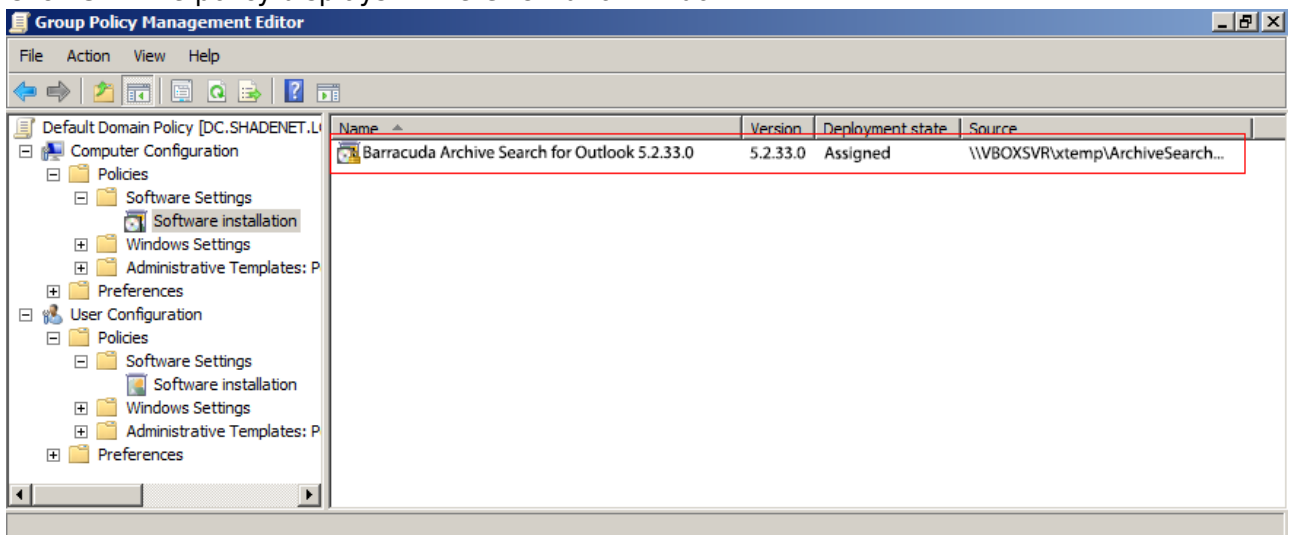 Group Policy Management Editor
File Action View Help
Default Domain Policy [DC.SHADENET.L
Computer Configuration
Policies
Software Settings
Software installation
Windows Settings
Administrative Templates: P
Preferences
User Configuration
Policies
Software Settings
Software installation
Windows Settings
Administrative Templates: P
Preferences
Name Version Deployment state Source
Barracuda Archive Search for Outlook 5.2.33.0 5.2.33.0 Assigned \\VBOXSVR\xtemp\ArchiveSearch...